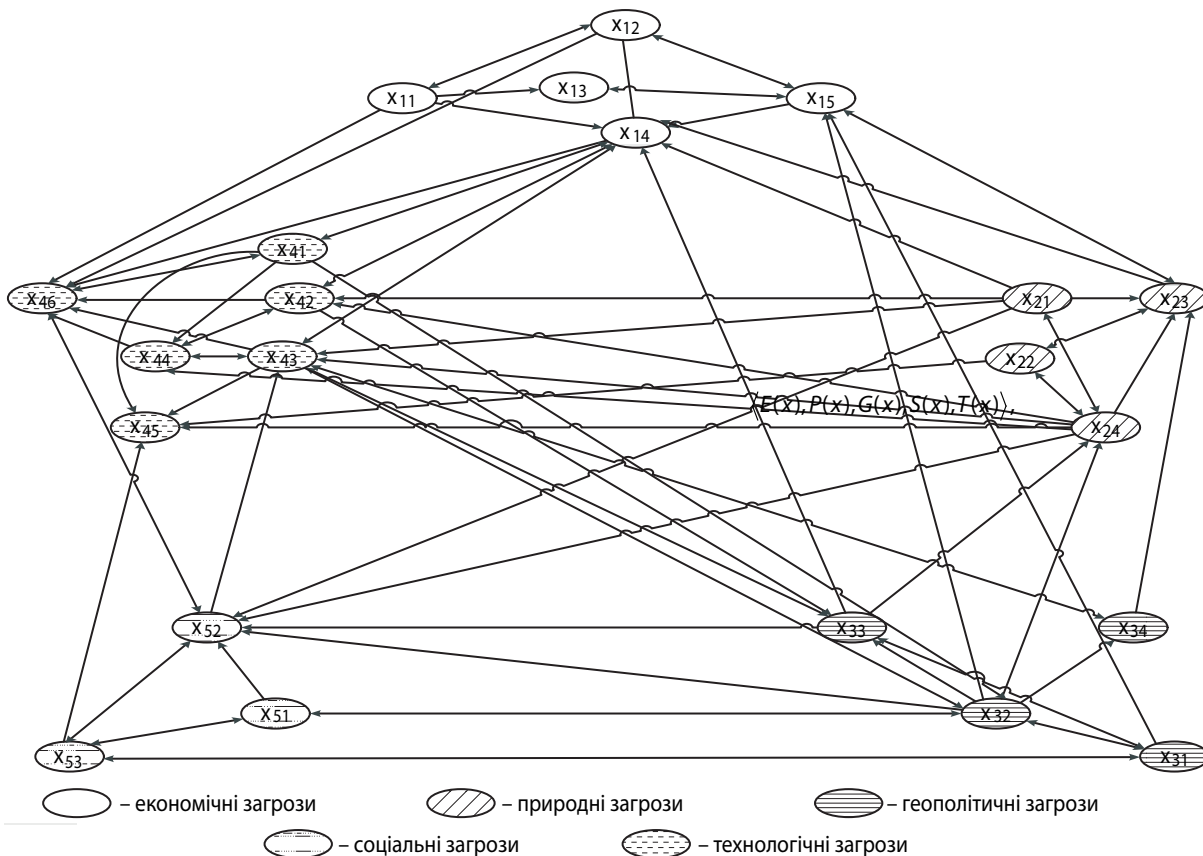 x12
x11
x13
x15
x14
x41
x46
x42
x21
x23
x44
x43
x22
⟨E(x), P(x), G(x), S(x), T(x)⟩,
x45
x24
x52
x33
x34
x51
x32
x53
x31
– економічні загрози – природні загрози – геополітичні загрози
– соціальні загрози – технологічні загрози